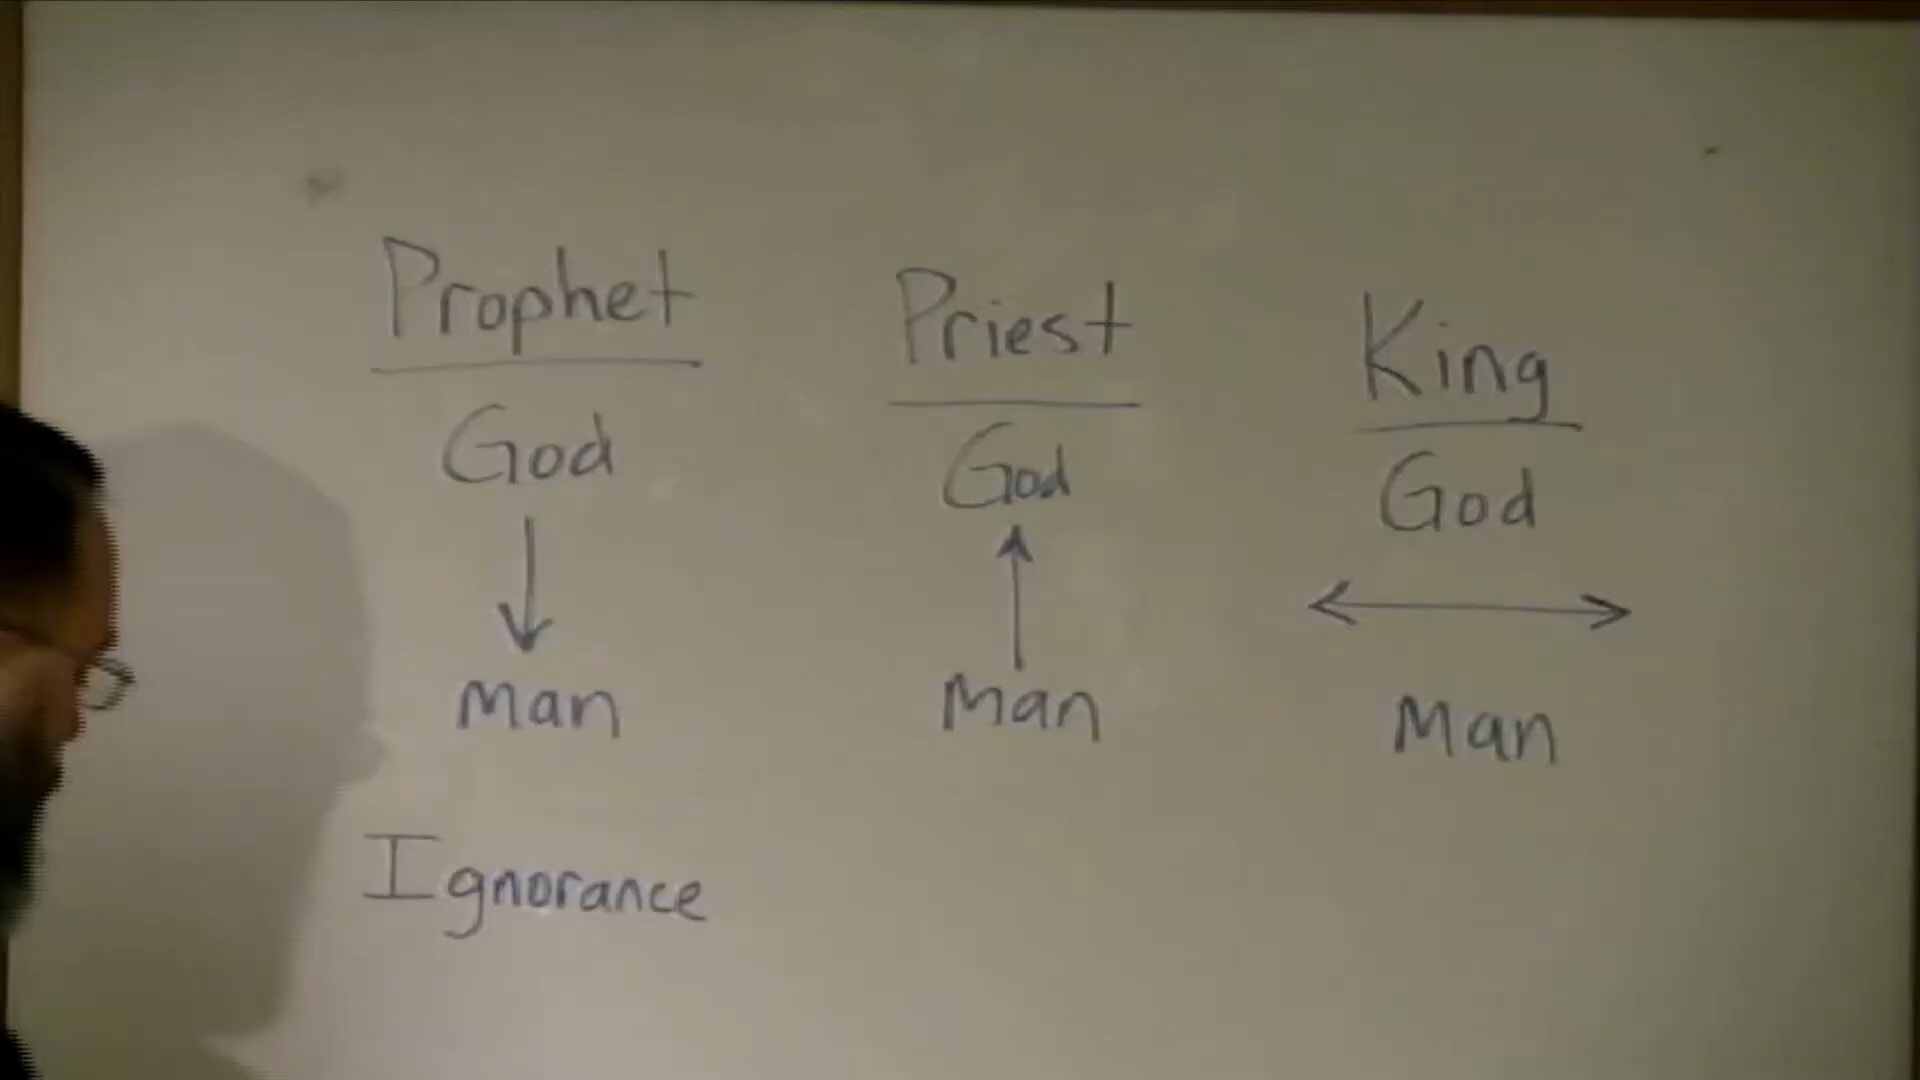 Prophet
God
Man
Ignorance
Priest
God
Man
King
God
Man